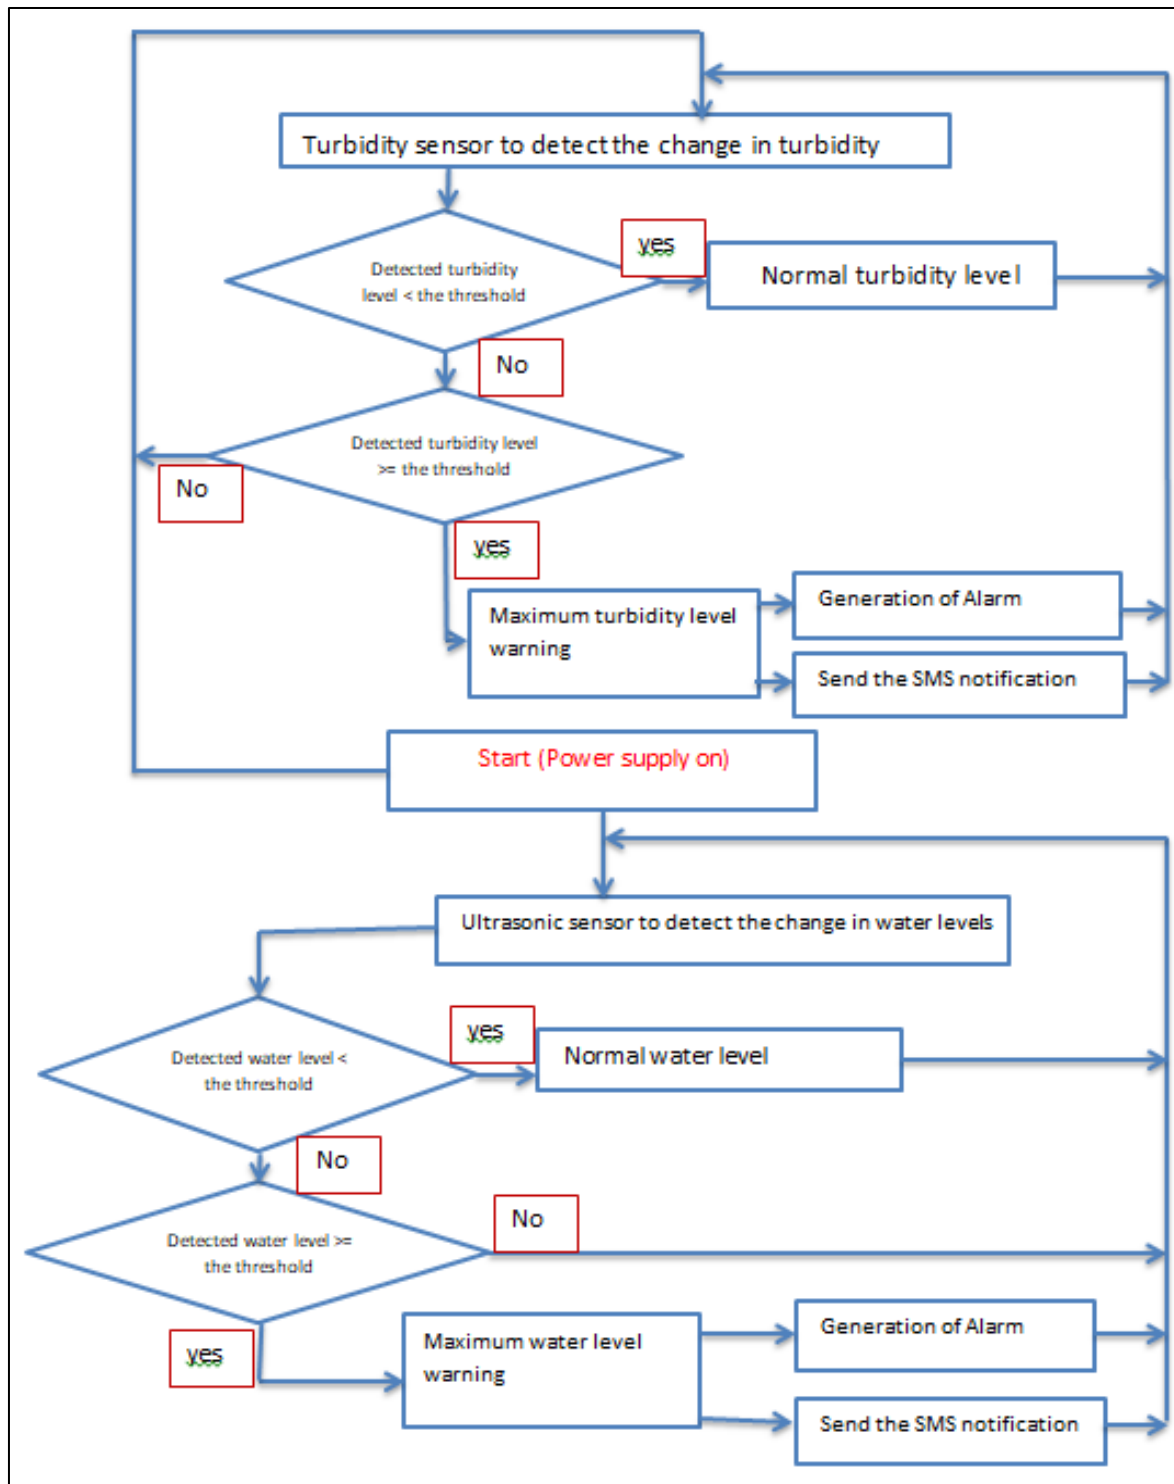 Turbidity sensor to detect the change in turbidity
yes
Detected turbidity
level < the threshold
Normal turbidity level
No
Detected turbidity level
>= the threshold
No
yes
Maximum turbidity level
warning
Generation of Alarm
Send the SMS notification
Start (Power supply on)
Ultrasonic sensor to detect the change in water levels
yes
Detected water level <
the threshold
Normal water level
No
No
Detected water level >=
the threshold
yes
Maximum water level
warning
Generation of Alarm
Send the SMS notification